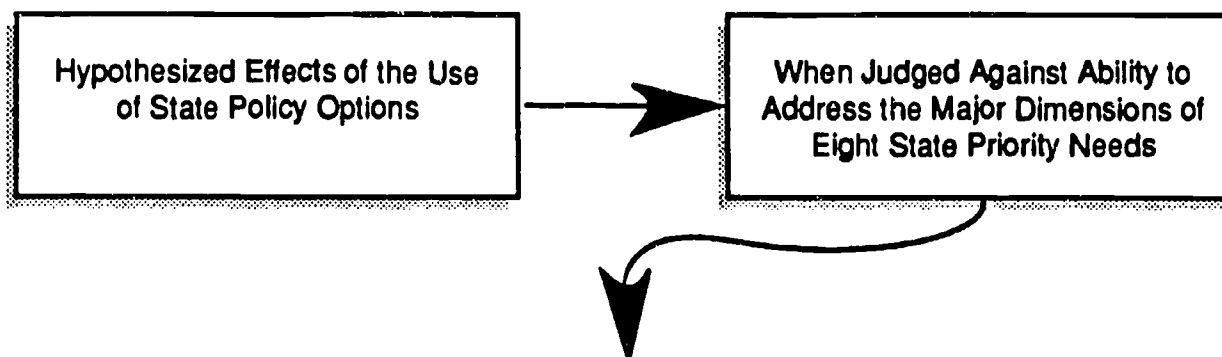 Hypothesized Effects of the Use
of State Policy Options
When Judged Against Ability to
Address the Major Dimensions of
Eight State Priority Needs